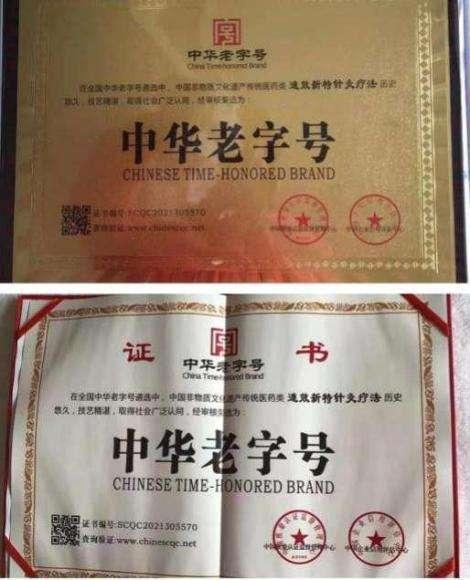 中华老字号
China Time-honored Brand
在全国中华老字号遴选中，中国非物质文化遗产传统医药类 速效新特针灸疗法 历史
悠久，技艺精湛，取得社会广泛认同，经审核荣选为：
中华老字号
CHINESE TIME-HONORED BRAND
证书编号:SCQC2021305570
查询验证:www.chinescqc.net
证 书
中华老字号
China Time-honored Brand
在全国中华老字号遴选中，中国非物质文化遗产传统医药类 速效新特针灸疗法 历史
悠久，技艺精湛，取得社会广泛认同，经审核荣选为：
中华老字号
CHINESE TIME-HONORED BRAND
证书编号:SCQC2021305570
查询验证:www.chinescqc.net